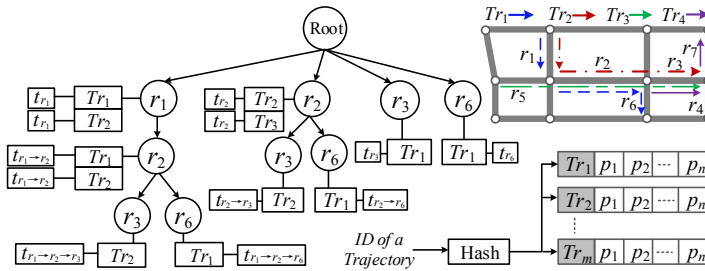 Tr1 Tr2 Tr3 Tr4
Root
r1 r2 r3 r7
r5 r6 r4
tr1 Tr1 r1
tr1 Tr2
tr2 Tr2 r2
tr2 Tr3
r3 r6
tr3 Tr1
Tr1 tr6
tr1→r2 Tr1 r2
tr1→r2 Tr2
r3 r6
tr2→r3 Tr2
Tr1 tr2→r6
r3 r6
tr1→r2→r3 Tr2
Tr1 tr1→r2→r6
ID of a
Trajectory
Hash
Tr1 p1 p2 ... pn
Tr2 p1 p2 ... pn
Trm p1 p2 ... pn